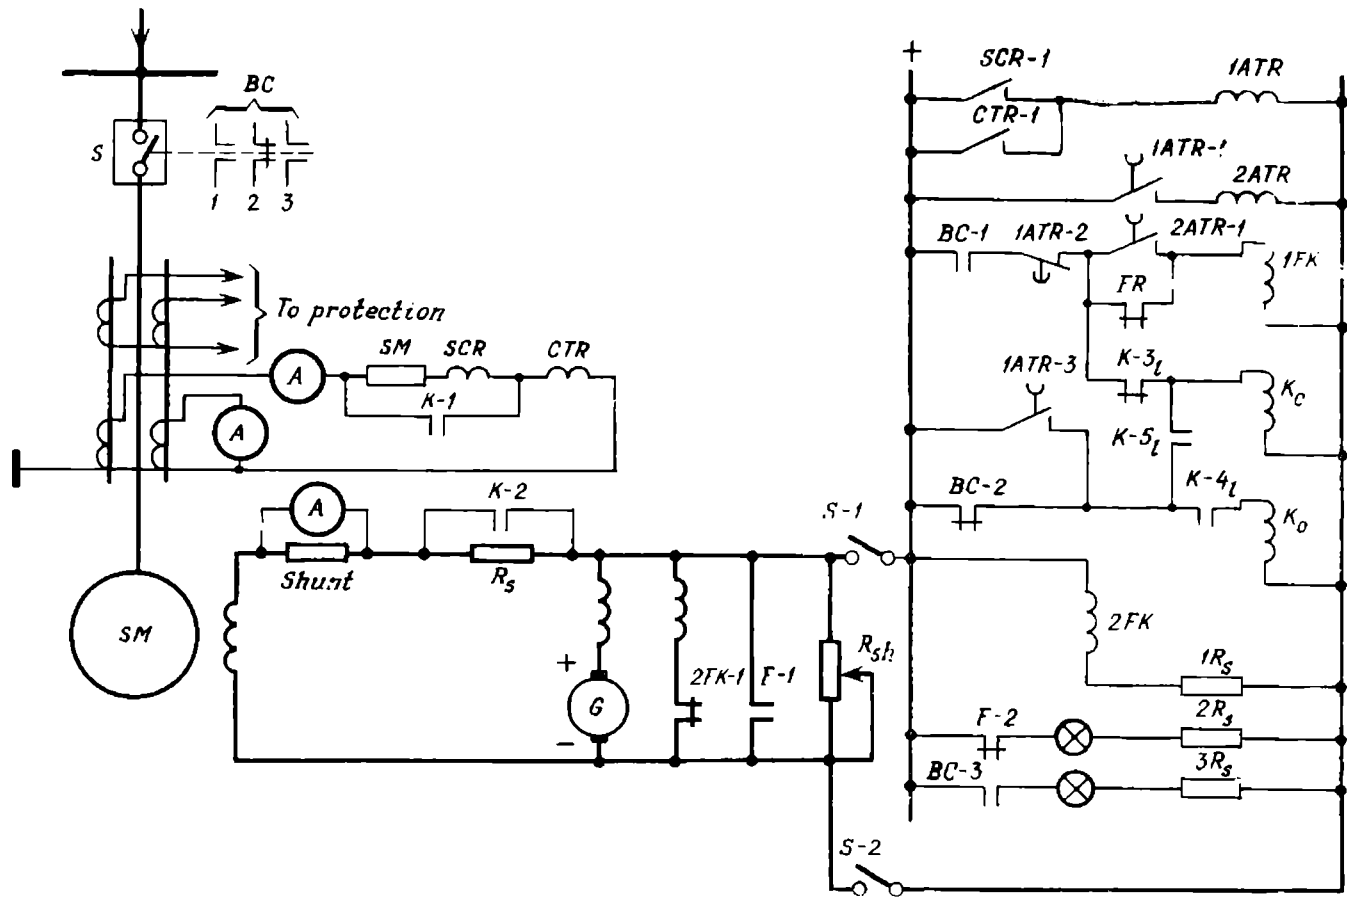 BC
S
1 2 3
To protection
A
SM
SCR
CTR
K-1
A
K-2
A
Shunt
R_s
SM
+
G
−
2FK-1
F-1
R_sh
S-1
S-2
+
SCR-1
1ATR
CTR-1
1ATR-1
2ATR
BC-1
1ATR-2
2ATR-1
1FK
FR
1ATR-3
K-3_l
K_C
K-5_l
BC-2
K-4_l
K_O
2FK
1R_s
F-2
2R_s
BC-3
3R_s